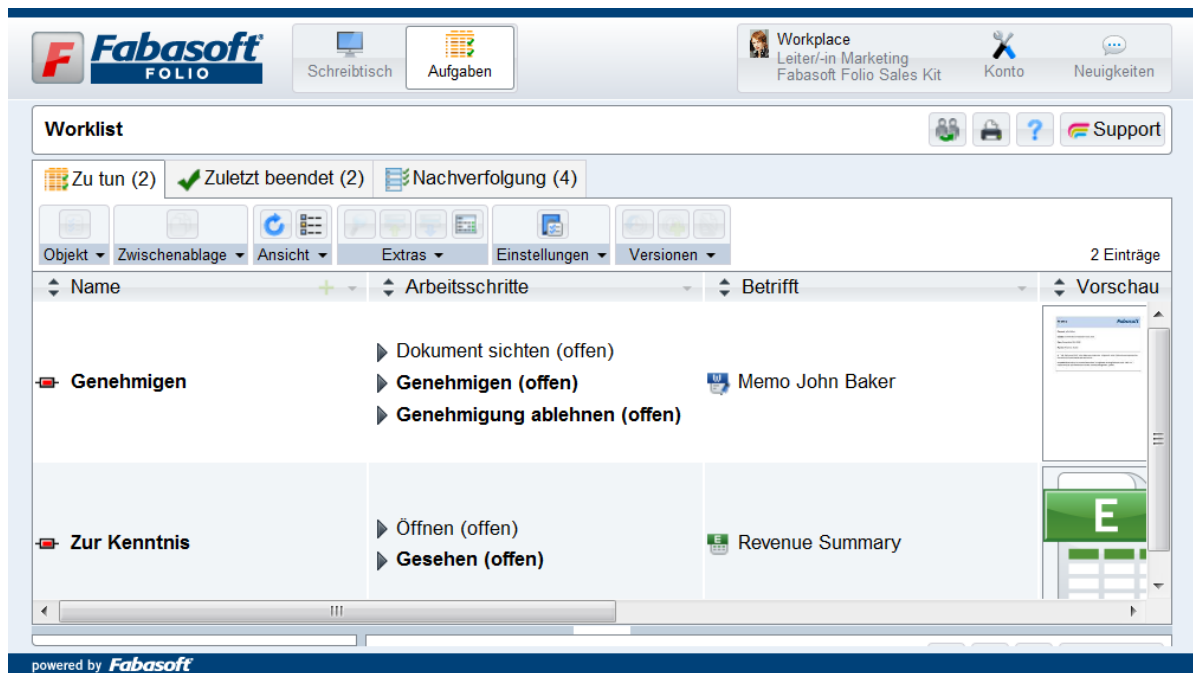 Fabasoft
FOLIO
Schreibtisch
Aufgaben
Workplace
Leiter/-in Marketing
Fabasoft Folio Sales Kit
Konto
Neuigkeiten
Worklist
? Support
Zu tun (2) Zuletzt beendet (2) Nachverfolgung (4)
Objekt Zwischenablage Ansicht Extras Einstellungen Versionen 2 Einträge
Name Arbeitsschritte Betrifft Vorschau
Genehmigen
Dokument sichten (offen)
Genehmigen (offen)
Genehmigung ablehnen (offen)
Memo John Baker
Fabasoft
Zur Kenntnis
Öffnen (offen)
Gesehen (offen)
Revenue Summary
E
powered by Fabasoft